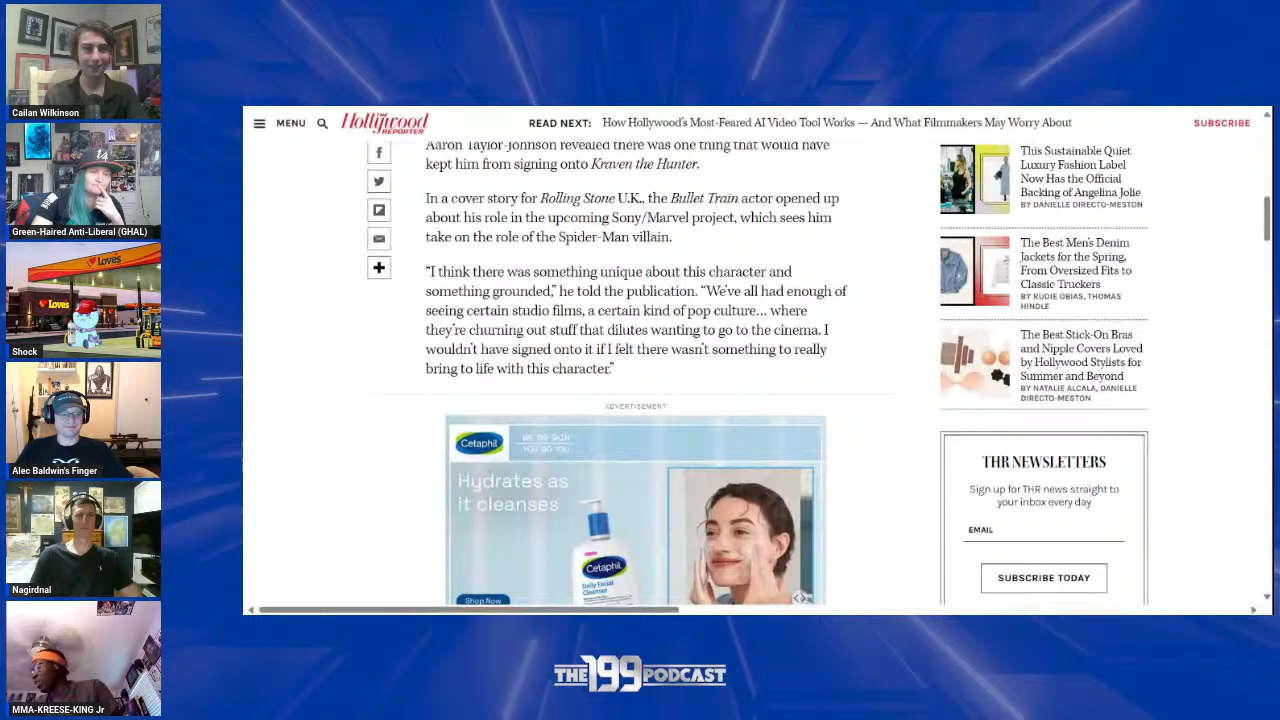 Cailan Wilkinson
Green-Haired Anti-Liberal (GHAL)
Love's
Love's
Shock
Alec Baldwin's Finger
Nagirdnal
MMA-KREESE-KING Jr
MENU
THE Hollywood REPORTER
READ NEXT: How Hollywood's Most-Feared AI Video Tool Works — And What Filmmakers May Worry About
SUBSCRIBE
Aaron Taylor-Johnson revealed there was one thing that would have
kept him from signing onto Kraven the Hunter.
In a cover story for Rolling Stone U.K., the Bullet Train actor opened up
about his role in the upcoming Sony/Marvel project, which sees him
take on the role of the Spider-Man villain.
“I think there was something unique about this character and
something grounded,” he told the publication. “We've all had enough of
seeing certain studio films, a certain kind of pop culture… where
they're churning out stuff that dilutes wanting to go to the cinema. I
wouldn't have signed onto it if I felt there wasn't something to really
bring to life with this character.”
ADVERTISEMENT
Cetaphil
WE DO SKIN
YOU DO YOU
Hydrates as
it cleanses
Cetaphil
Daily Facial
Cleanser
Shop Now
This Sustainable Quiet
Luxury Fashion Label
Now Has the Official
Backing of Angelina Jolie
BY DANIELLE DIRECTO-MESTON
The Best Men's Denim
Jackets for the Spring,
From Oversized Fits to
Classic Truckers
BY RUDIE OBIAS, THOMAS
HINDLE
The Best Stick-On Bras
and Nipple Covers Loved
by Hollywood Stylists for
Summer and Beyond
BY NATALIE ALCALA, DANIELLE
DIRECTO-MESTON
THR NEWSLETTERS
Sign up for THR news straight to
your inbox every day
EMAIL
SUBSCRIBE TODAY
THE 199 PODCAST